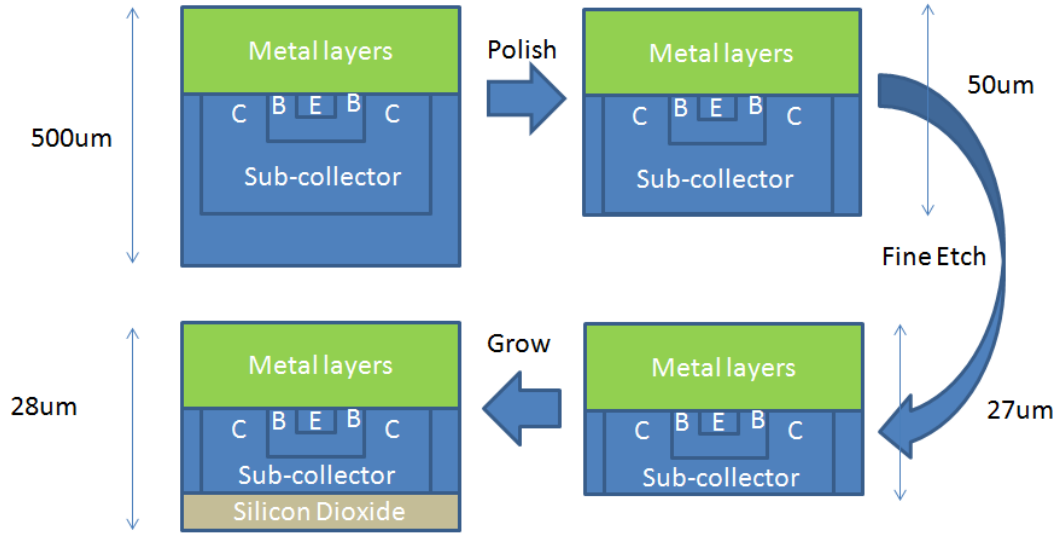 Metal layers
C B E B C
Sub-collector
500um
Polish
Metal layers
C B E B C
Sub-collector
50um
Fine Etch
Metal layers
C B E B C
Sub-collector
27um
Grow
Metal layers
C B E B C
Sub-collector
Silicon Dioxide
28um